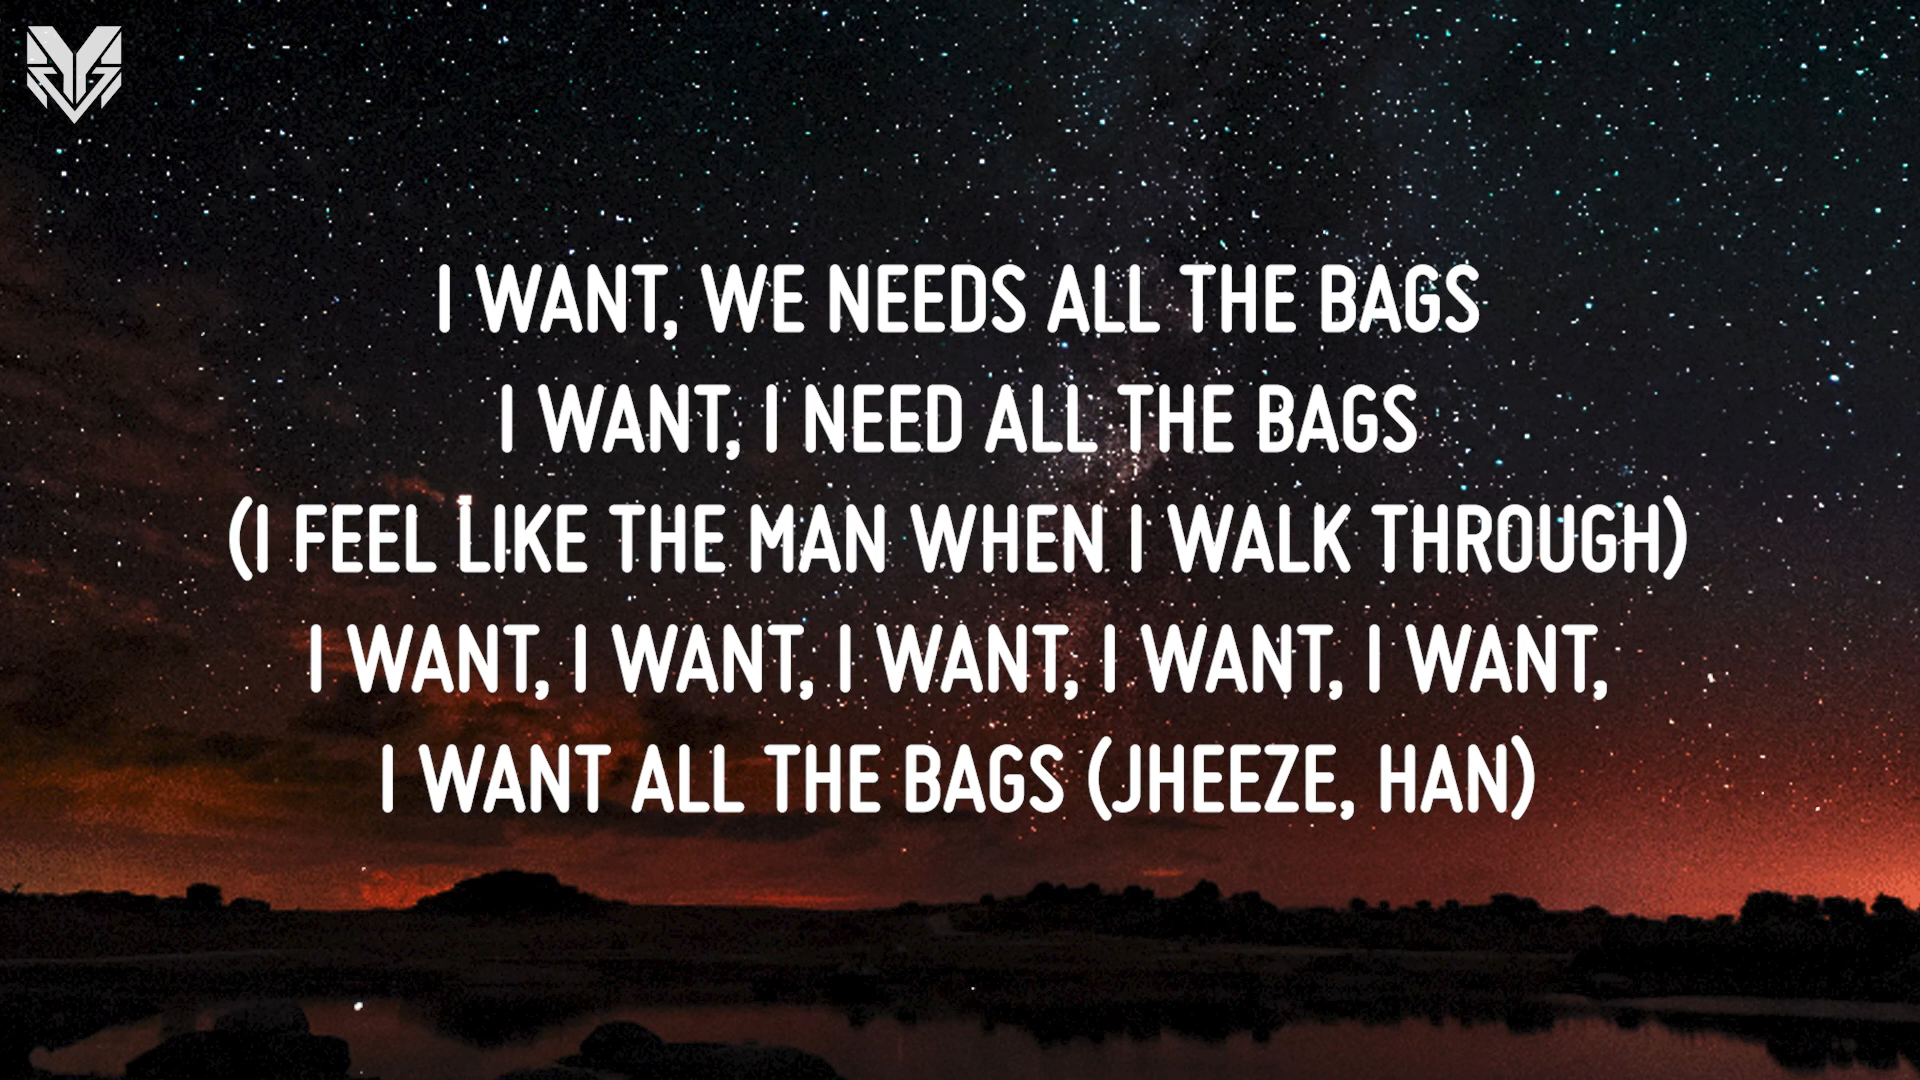 I WANT, WE NEEDS ALL THE BAGS
I WANT, I NEED ALL THE BAGS
(I FEEL LIKE THE MAN WHEN I WALK THROUGH)
I WANT, I WANT, I WANT, I WANT, I WANT,
I WANT ALL THE BAGS (JHEEZE, HAN)